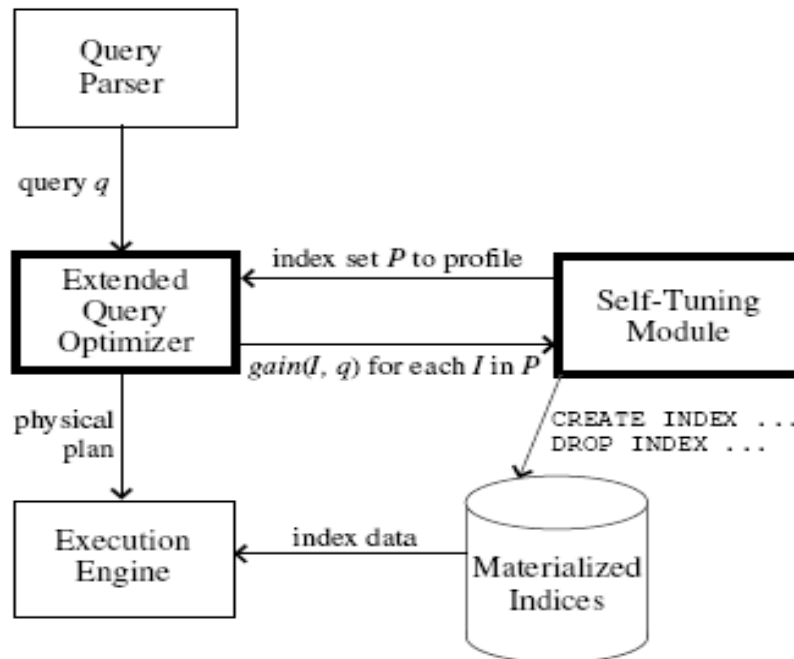 Query
Parser
query q
index set P to profile
Extended
Query
Optimizer
Self-Tuning
Module
gain(I, q) for each I in P
physical
plan
CREATE INDEX ...
DROP INDEX ...
Execution
Engine
index data
Materialized
Indices